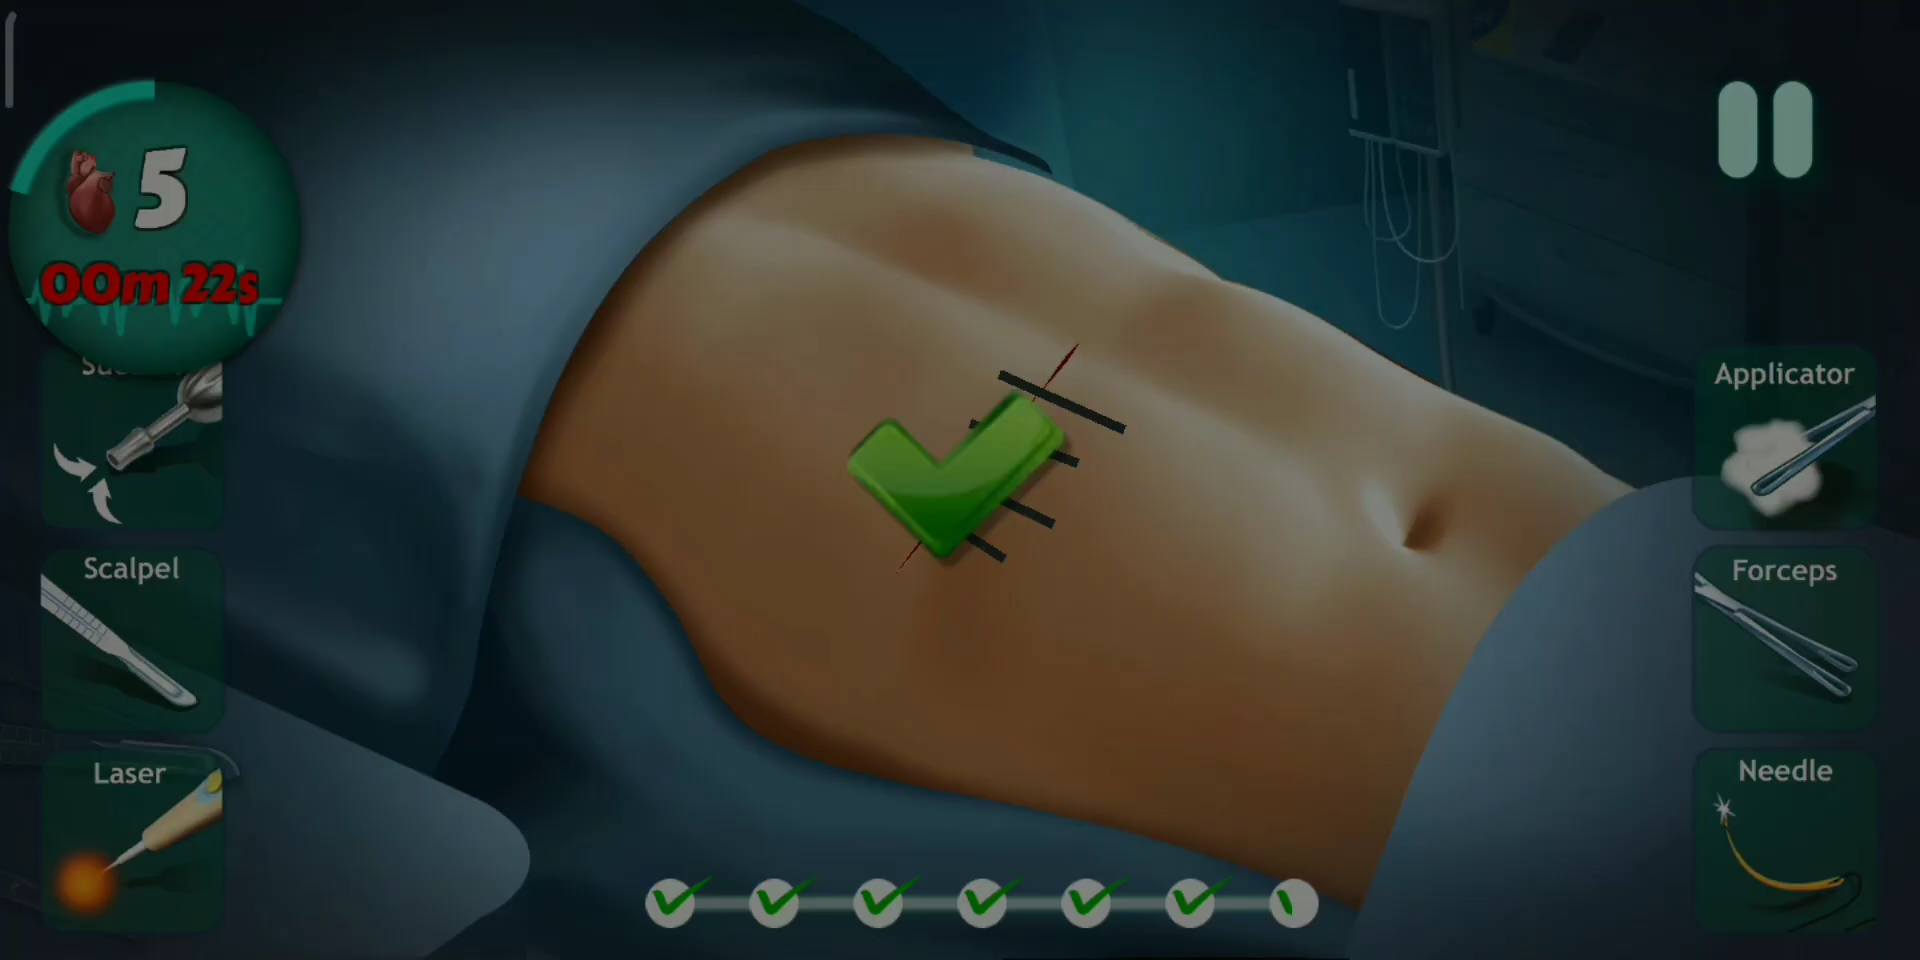 5
00m 22s
Scalpel
Laser
Applicator
Forceps
Needle